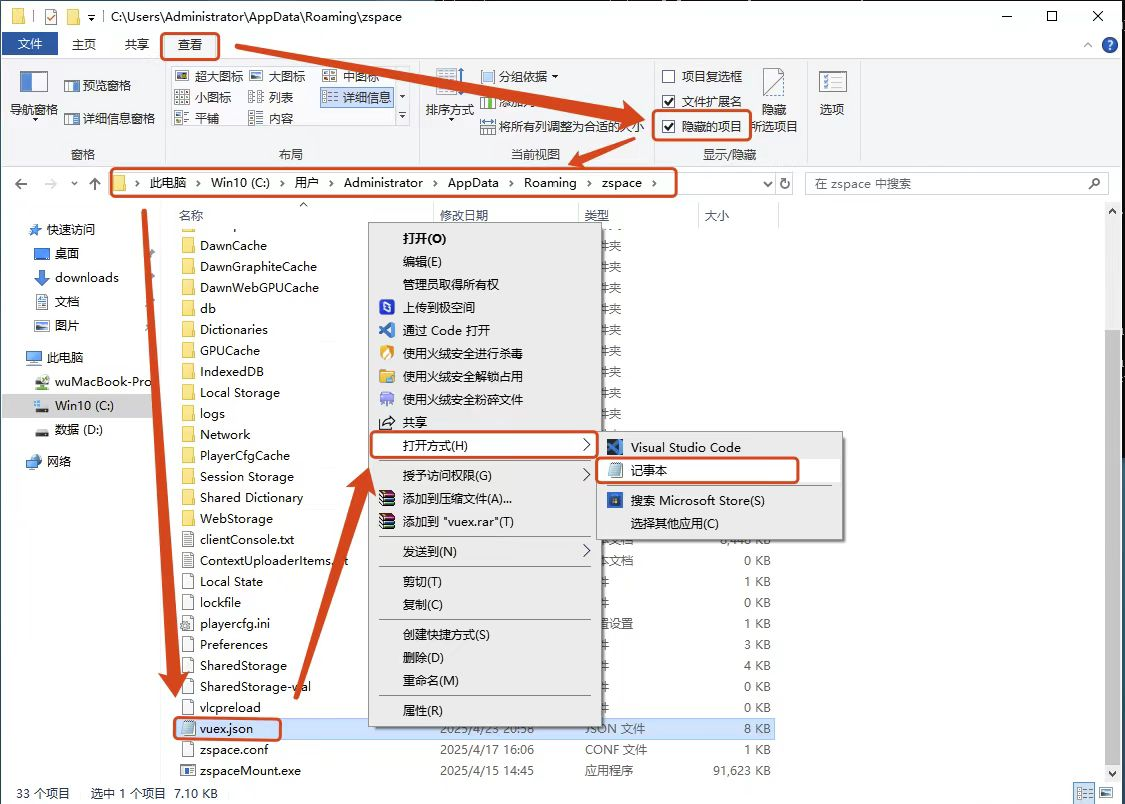 C:\Users\Administrator\AppData\Roaming\zspace
文件 主页 共享 查看
导航窗格
预览窗格
详细信息窗格
窗格
超大图标 大图标 中图标
小图标 列表 详细信息
平铺 内容
布局
排序方式
分组依据
将所有列调整为合适的大小
当前视图
项目复选框
文件扩展名
隐藏的项目
隐藏
所选项目
显示/隐藏
选项
此电脑 Win10 (C:) 用户 Administrator AppData Roaming zspace
在 zspace 中搜索
快速访问
桌面
downloads
文档
图片
此电脑
wuMacBook-Pro
Win10 (C:)
数据 (D:)
网络
名称 修改日期 类型 大小
DawnCache 件夹
DawnGraphiteCache 件夹
DawnWebGPUCache 件夹
db 件夹
Dictionaries 件夹
GPUCache 件夹
IndexedDB 件夹
Local Storage 件夹
logs 件夹
Network
PlayerCfgCache
Session Storage
Shared Dictionary
WebStorage
clientConsole.txt
ContextUploaderItems. 本文档 0 KB
Local State 件 1 KB
lockfile 件 0 KB
playercfg.ini 置设置 1 KB
Preferences 件 3 KB
SharedStorage 件 4 KB
SharedStorage-wal 件 0 KB
vlcpreload 件 0 KB
vuex.json 2025/4/23 20:58 JSON 文件 8 KB
zspace.conf 2025/4/17 16:06 CONF 文件 1 KB
zspaceMount.exe 2025/4/15 14:45 应用程序 91,623 KB
打开(O)
编辑(E)
管理员取得所有权
上传到极空间
通过 Code 打开
使用火绒安全进行杀毒
使用火绒安全解锁占用
使用火绒安全粉碎文件
共享
打开方式(H)
授予访问权限(G)
添加到压缩文件(A)...
添加到 "vuex.rar"(T)
发送到(N)
剪切(T)
复制(C)
创建快捷方式(S)
删除(D)
重命名(M)
属性(R)
Visual Studio Code
记事本
搜索 Microsoft Store(S)
选择其他应用(C)
33 个项目 选中 1 个项目 7.10 KB